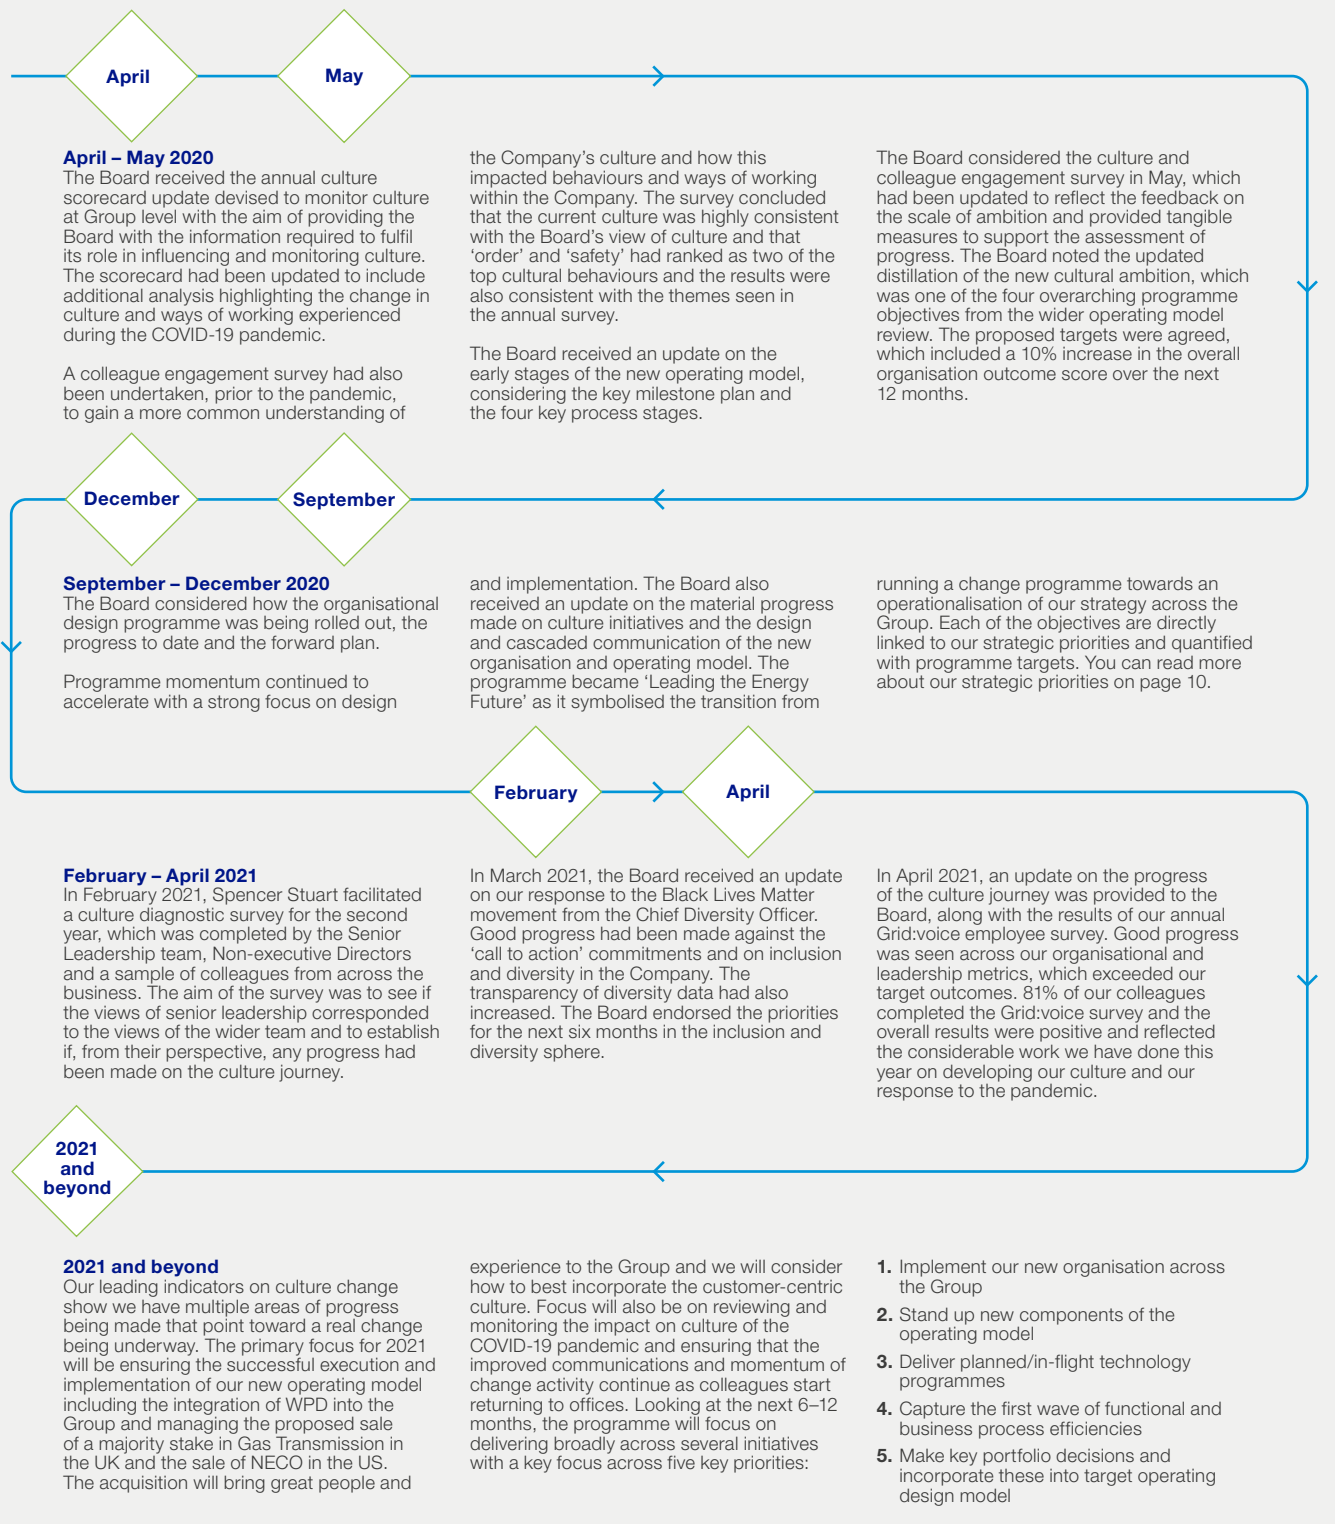 April
May
April – May 2020
The Board received the annual culture
scorecard update devised to monitor culture
at Group level with the aim of providing the
Board with the information required to fulfil
its role in influencing and monitoring culture.
The scorecard had been updated to include
additional analysis highlighting the change in
culture and ways of working experienced
during the COVID-19 pandemic.
A colleague engagement survey had also
been undertaken, prior to the pandemic,
to gain a more common understanding of
the Company’s culture and how this
impacted behaviours and ways of working
within the Company. The survey concluded
that the current culture was highly consistent
with the Board’s view of culture and that
‘order’ and ‘safety’ had ranked as two of the
top cultural behaviours and the results were
also consistent with the themes seen in
the annual survey.
The Board received an update on the
early stages of the new operating model,
considering the key milestone plan and
the four key process stages.
The Board considered the culture and
colleague engagement survey in May, which
had been updated to reflect the feedback on
the scale of ambition and provided tangible
measures to support the assessment of
progress. The Board noted the updated
distillation of the new cultural ambition, which
was one of the four overarching programme
objectives from the wider operating model
review. The proposed targets were agreed,
which included a 10% increase in the overall
organisation outcome score over the next
12 months.
December
September
September – December 2020
The Board considered how the organisational
design programme was being rolled out, the
progress to date and the forward plan.
Programme momentum continued to
accelerate with a strong focus on design
and implementation. The Board also
received an update on the material progress
made on culture initiatives and the design
and cascaded communication of the new
organisation and operating model. The
programme became ‘Leading the Energy
Future’ as it symbolised the transition from
running a change programme towards an
operationalisation of our strategy across the
Group. Each of the objectives are directly
linked to our strategic priorities and quantified
with programme targets. You can read more
about our strategic priorities on page 10.
February
April
February – April 2021
In February 2021, Spencer Stuart facilitated
a culture diagnostic survey for the second
year, which was completed by the Senior
Leadership team, Non-executive Directors
and a sample of colleagues from across the
business. The aim of the survey was to see if
the views of senior leadership corresponded
to the views of the wider team and to establish
if, from their perspective, any progress had
been made on the culture journey.
In March 2021, the Board received an update
on our response to the Black Lives Matter
movement from the Chief Diversity Officer.
Good progress had been made against the
‘call to action’ commitments and on inclusion
and diversity in the Company. The
transparency of diversity data had also
increased. The Board endorsed the priorities
for the next six months in the inclusion and
diversity sphere.
In April 2021, an update on the progress
of the culture journey was provided to the
Board, along with the results of our annual
Grid:voice employee survey. Good progress
was seen across our organisational and
leadership metrics, which exceeded our
target outcomes. 81% of our colleagues
completed the Grid:voice survey and the
overall results were positive and reflected
the considerable work we have done this
year on developing our culture and our
response to the pandemic.
2021
and
beyond
2021 and beyond
Our leading indicators on culture change
show we have multiple areas of progress
being made that point toward a real change
being underway. The primary focus for 2021
will be ensuring the successful execution and
implementation of our new operating model
including the integration of WPD into the
Group and managing the proposed sale
of a majority stake in Gas Transmission in
the UK and the sale of NECO in the US.
The acquisition will bring great people and
experience to the Group and we will consider
how to best incorporate the customer-centric
culture. Focus will also be on reviewing and
monitoring the impact on culture of the
COVID-19 pandemic and ensuring that the
improved communications and momentum of
change activity continue as colleagues start
returning to offices. Looking at the next 6–12
months, the programme will focus on
delivering broadly across several initiatives
with a key focus across five key priorities:
1. Implement our new organisation across
the Group
2. Stand up new components of the
operating model
3. Deliver planned/in-flight technology
programmes
4. Capture the first wave of functional and
business process efficiencies
5. Make key portfolio decisions and
incorporate these into target operating
design model